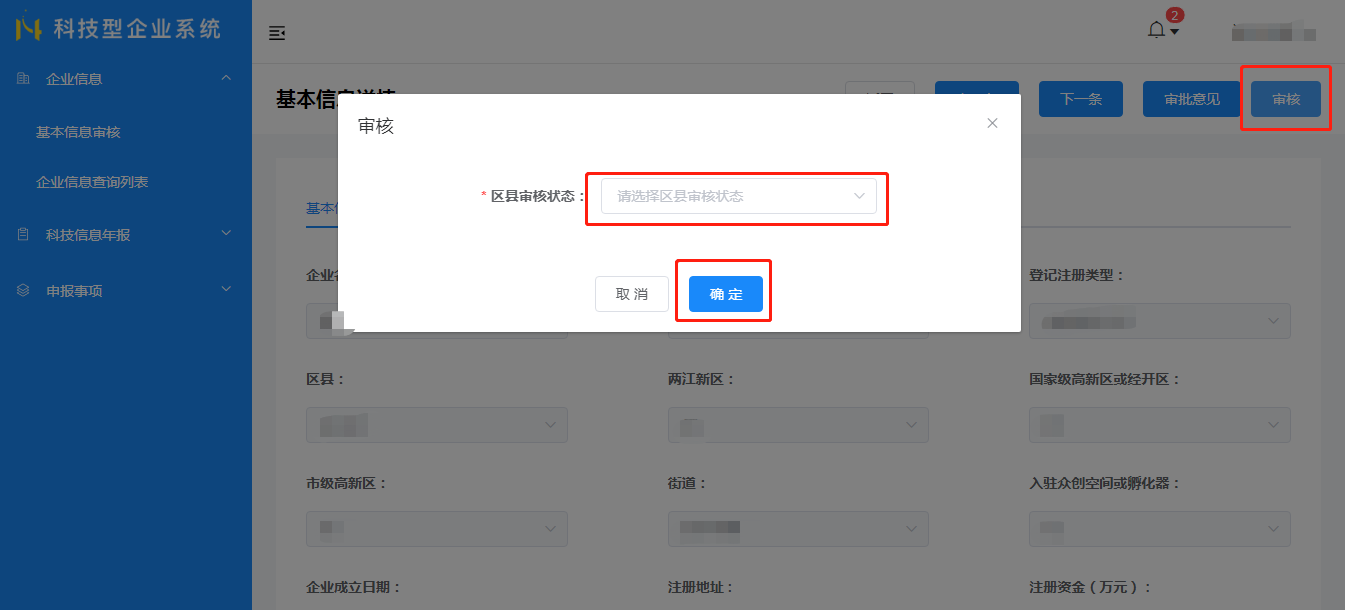 科技型企业系统
企业信息
基本信息审核
企业信息查询列表
科技信息年报
申报事项
2
基本信息详情
下一条
审批意见
审核
审核
* 区县审核状态：
请选择区县审核状态
取 消
确 定
登记注册类型：
区县：
两江新区：
国家级高新区或经开区：
市级高新区：
街道：
入驻众创空间或孵化器：
企业成立日期：
注册地址：
注册资金（万元）：